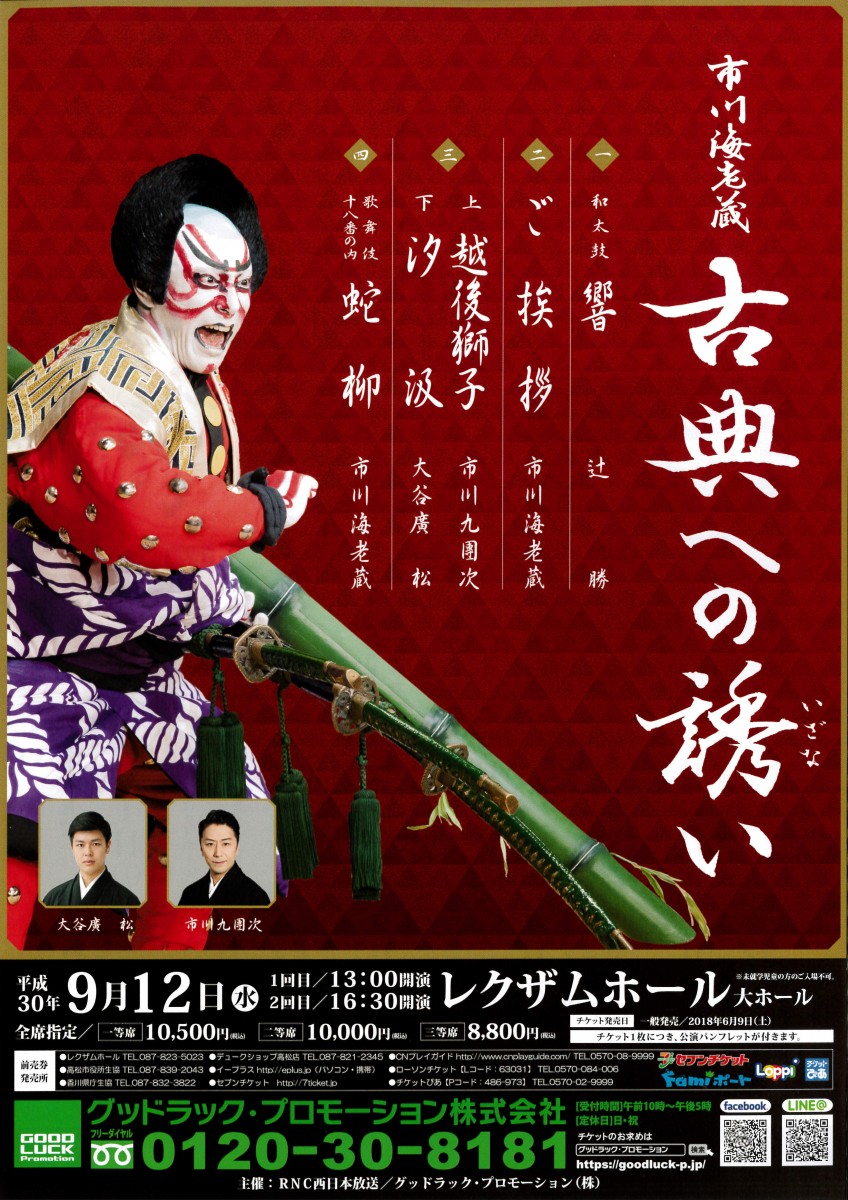 市川海老蔵
古典への誘い
いざな
一
和太鼓 響 辻 勝
二
ご挨拶 市川海老蔵
三
上 越後獅子 市川九團次
下 汐汲 大谷廣松
四
歌舞伎
十八番の内
蛇柳 市川海老蔵
大谷廣 松
市川九團次
平成
30年
9月12日水
1回目/13:00開演
2回目/16:30開演
レクザムホール
大ホール
※未就学児童の方のご入場不可。
全席指定/ 一等席 10,500円(税込) 二等席 10,000円(税込) 三等席 8,800円(税込)
チケット発売日 一般発売/2018年6月9日(土)
チケット1枚につき、公演パンフレットが付きます。
前売券
発売所
●レクザムホール TEL.087-823-5023 ●デュークショップ高松店 TEL.087-821-2345 ●CNプレイガイド http://www.cnplayguide.com/ TEL.0570-08-9999
●高松市役所生協 TEL.087-839-2043 ●イープラス http://eplus.jp(パソコン・携帯) ●ローソンチケット【Lコード:63031】 TEL.0570-084-006
●香川県庁生協 TEL.087-832-3822 ●セブンチケット http://7ticket.jp ●チケットぴあ【Pコード:486-973】 TEL.0570-02-9999
セブンチケット
Famiポート
Loppi
チケットぴあ
GOOD
LUCK
Promotion
グッドラック・プロモーション株式会社
フリーダイヤル
0120-30-8181
[受付時間]午前10時〜午後5時
[定休日]日・祝
チケットのお求めは
グッドラック・プロモーション 検索
https://goodluck-p.jp/
facebook
LINE@
主催:RNC西日本放送/グッドラック・プロモーション(株)